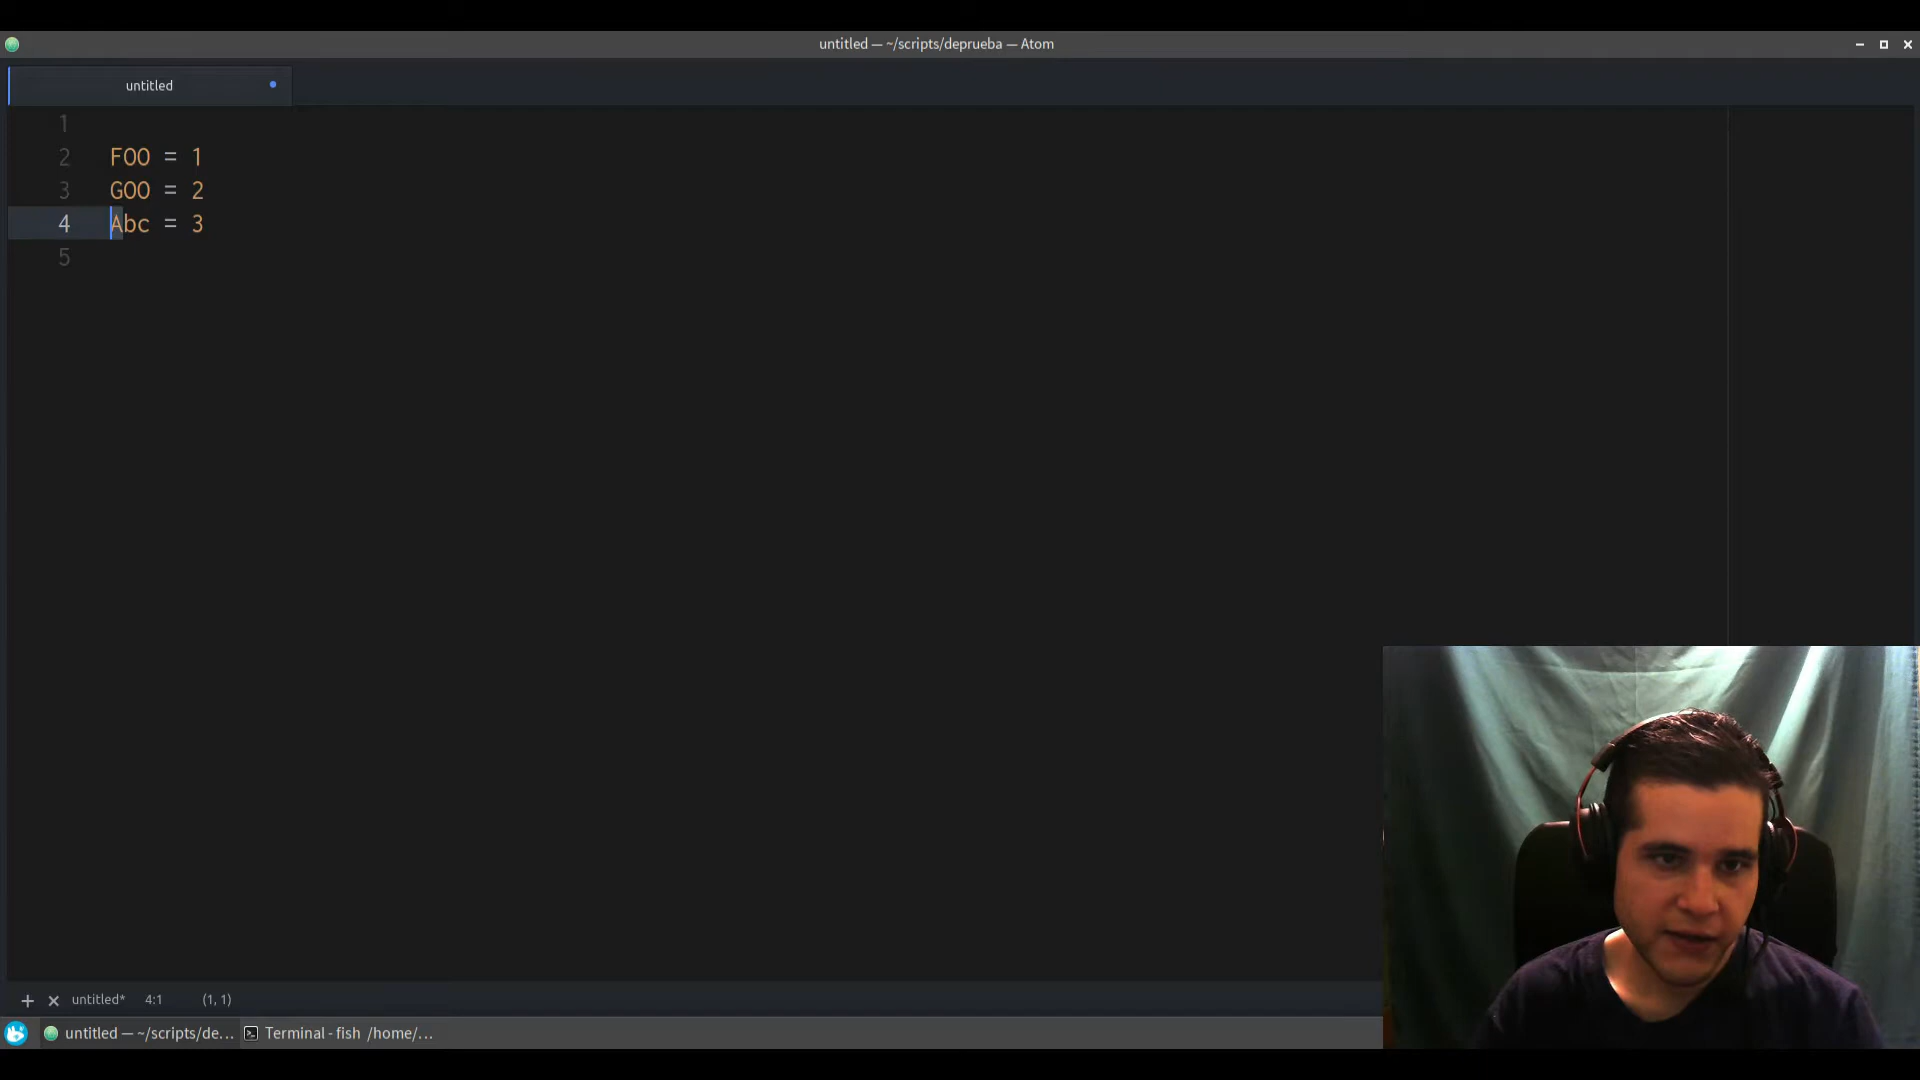 untitled — ~/scripts/deprueba — Atom
untitled
1
2 FOO = 1
3 GOO = 2
4 Abc = 3
5
untitled* 4:1 (1, 1)
untitled — ~/scripts/de... Terminal - fish /home/...